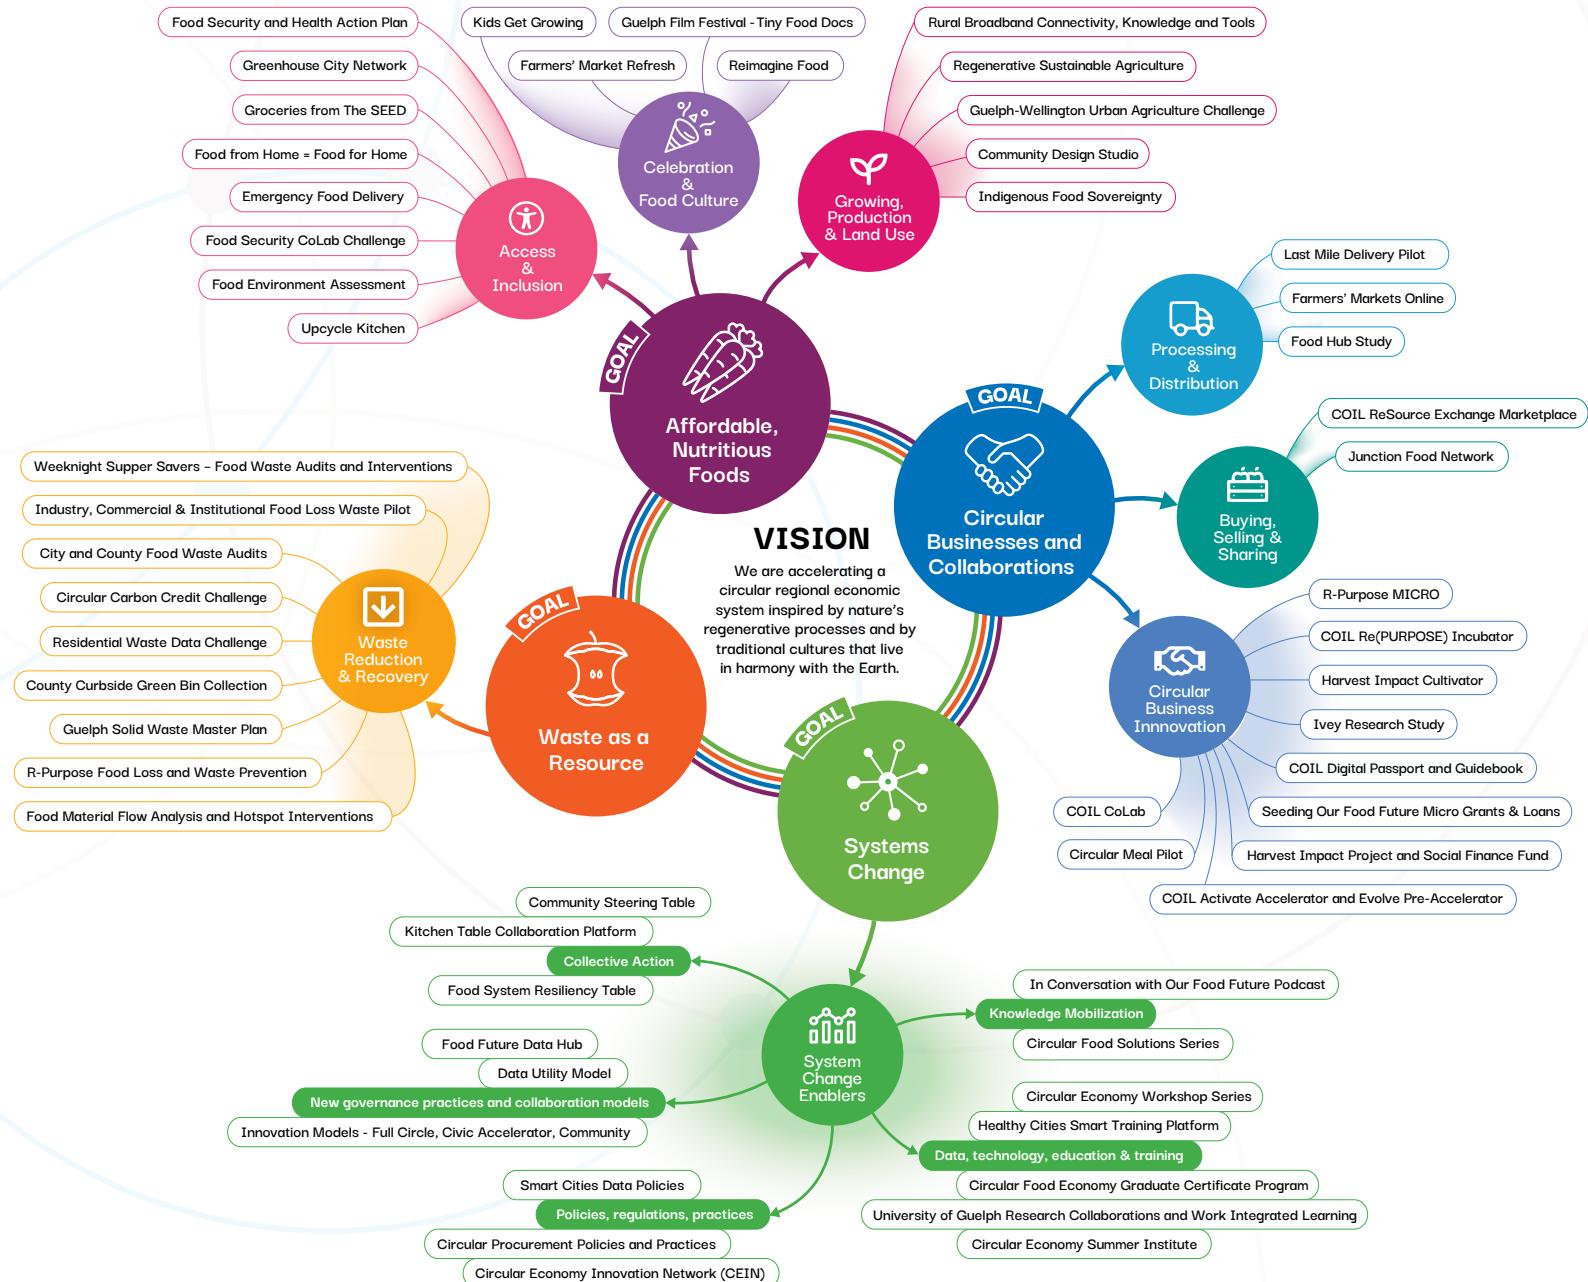 Food Security and Health Action Plan
Greenhouse City Network
Groceries from The SEED
Food from Home = Food for Home
Emergency Food Delivery
Food Security CoLab Challenge
Food Environment Assessment
Upcycle Kitchen
Access
&
Inclusion
Kids Get Growing
Guelph Film Festival - Tiny Food Docs
Farmers' Market Refresh
Reimagine Food
Celebration
&
Food Culture
Rural Broadband Connectivity, Knowledge and Tools
Regenerative Sustainable Agriculture
Guelph-Wellington Urban Agriculture Challenge
Community Design Studio
Indigenous Food Sovereignty
Growing,
Production
& Land Use
GOAL
Affordable,
Nutritious
Foods
Last Mile Delivery Pilot
Farmers' Markets Online
Food Hub Study
Processing
&
Distribution
GOAL
Circular
Businesses and
Collaborations
COIL ReSource Exchange Marketplace
Junction Food Network
Buying,
Selling &
Sharing
R-Purpose MICRO
COIL Re(PURPOSE) Incubator
Harvest Impact Cultivator
Ivey Research Study
COIL Digital Passport and Guidebook
Seeding Our Food Future Micro Grants & Loans
Harvest Impact Project and Social Finance Fund
COIL Activate Accelerator and Evolve Pre-Accelerator
COIL CoLab
Circular Meal Pilot
Circular
Business
Innnovation
VISION
We are accelerating a
circular regional economic
system inspired by nature's
regenerative processes and by
traditional cultures that live
in harmony with the Earth.
Weeknight Supper Savers – Food Waste Audits and Interventions
Industry, Commercial & Institutional Food Loss Waste Pilot
City and County Food Waste Audits
Circular Carbon Credit Challenge
Residential Waste Data Challenge
County Curbside Green Bin Collection
Guelph Solid Waste Master Plan
R-Purpose Food Loss and Waste Prevention
Food Material Flow Analysis and Hotspot Interventions
Waste
Reduction
& Recovery
GOAL
Waste as a
Resource
GOAL
Systems
Change
System
Change
Enablers
Community Steering Table
Kitchen Table Collaboration Platform
Collective Action
Food System Resiliency Table
Food Future Data Hub
Data Utility Model
New governance practices and collaboration models
Innovation Models - Full Circle, Civic Accelerator, Community
Smart Cities Data Policies
Policies, regulations, practices
Circular Procurement Policies and Practices
Circular Economy Innovation Network (CEIN)
In Conversation with Our Food Future Podcast
Knowledge Mobilization
Circular Food Solutions Series
Circular Economy Workshop Series
Healthy Cities Smart Training Platform
Data, technology, education & training
Circular Food Economy Graduate Certificate Program
University of Guelph Research Collaborations and Work Integrated Learning
Circular Economy Summer Institute